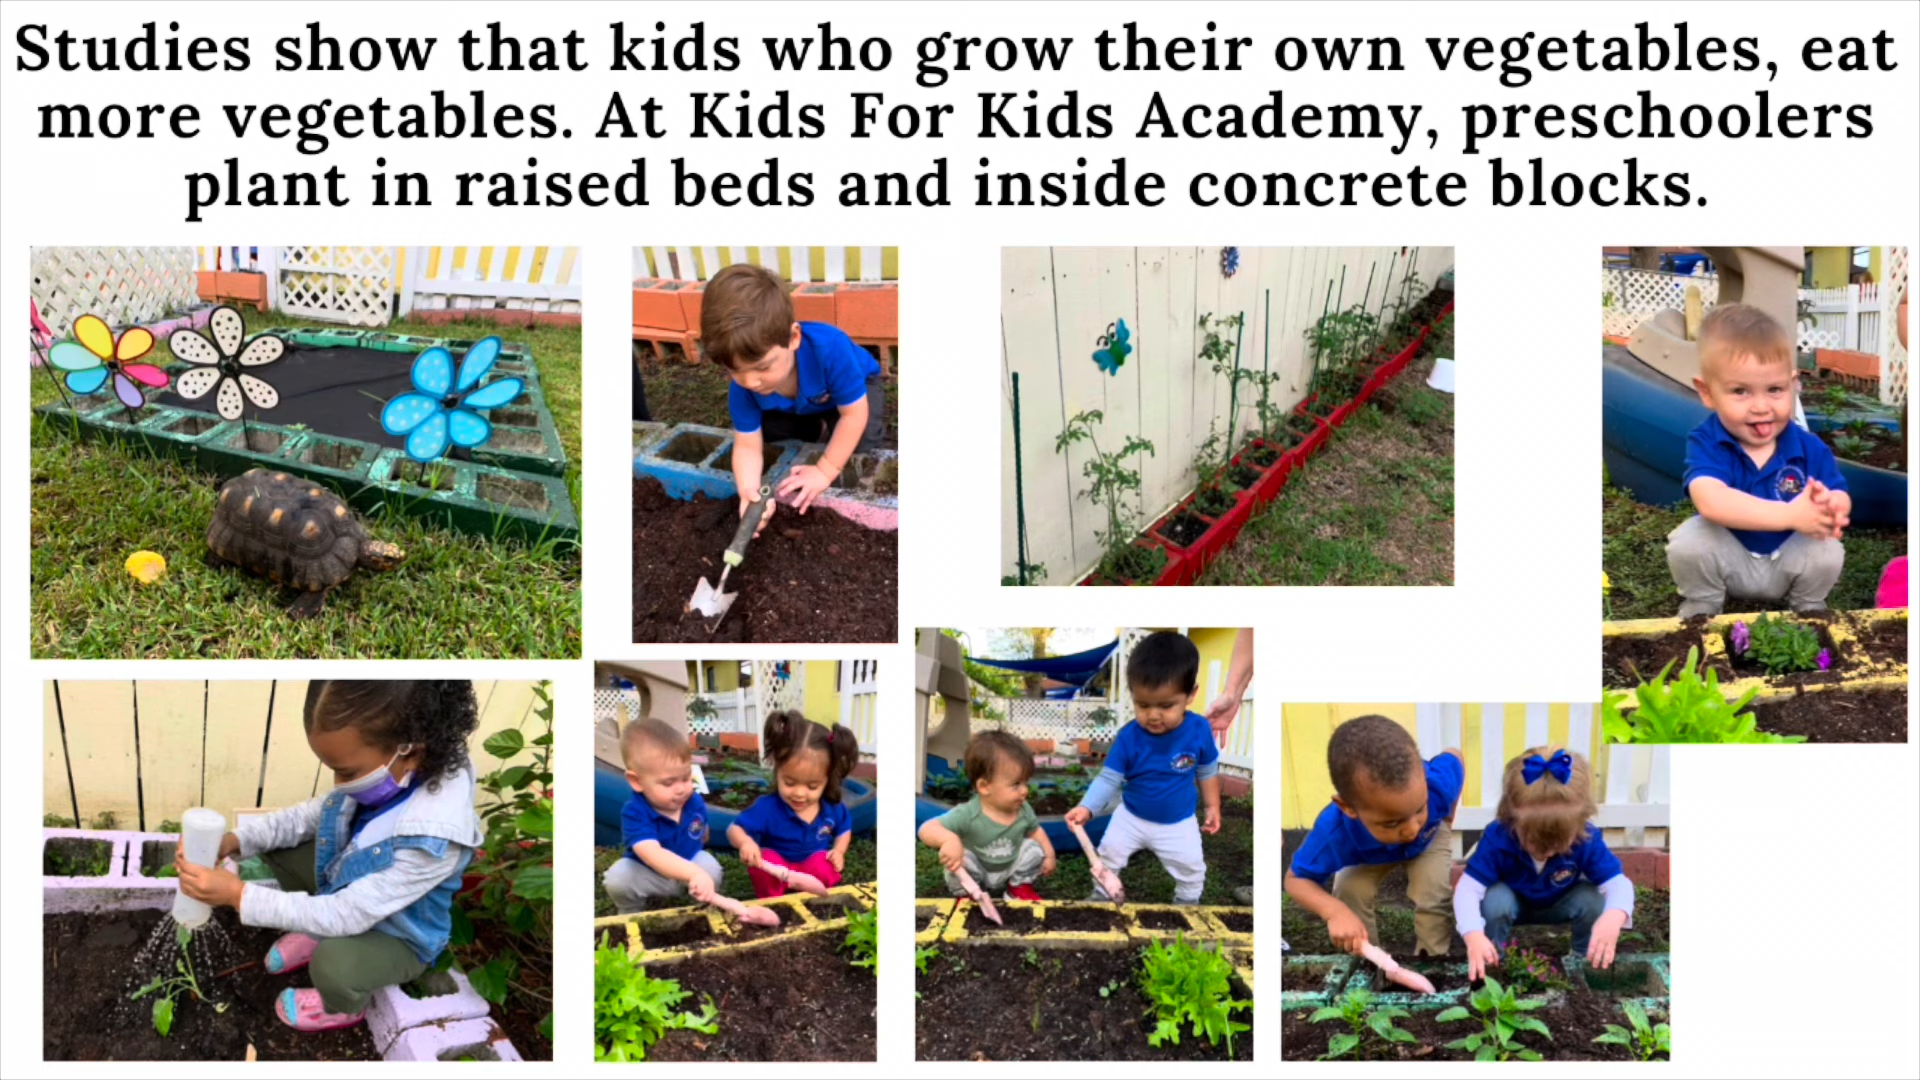 Studies show that kids who grow their own vegetables, eat
more vegetables. At Kids For Kids Academy, preschoolers
plant in raised beds and inside concrete blocks.